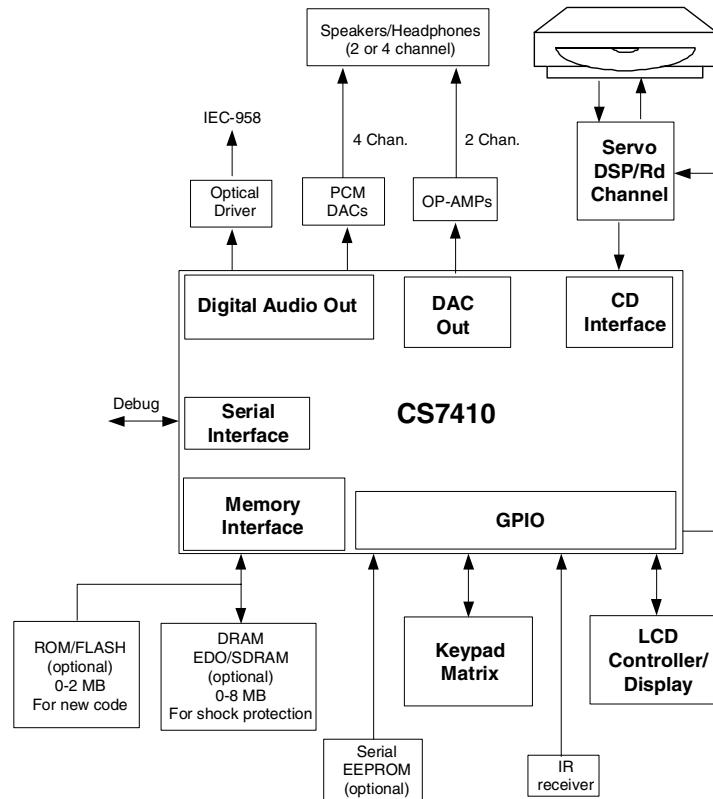 Speakers/Headphones
(2 or 4 channel)
IEC-958
4 Chan.
2 Chan.
Servo
DSP/Rd
Channel
Optical
Driver
PCM
DACs
OP-AMPs
Digital Audio Out
DAC
Out
CD
Interface
Debug
Serial
Interface
CS7410
Memory
Interface
GPIO
ROM/FLASH
(optional)
0-2 MB
For new code
DRAM
EDO/SDRAM
(optional)
0-8 MB
For shock protection
Keypad
Matrix
LCD
Controller/
Display
Serial
EEPROM
(optional)
IR
receiver